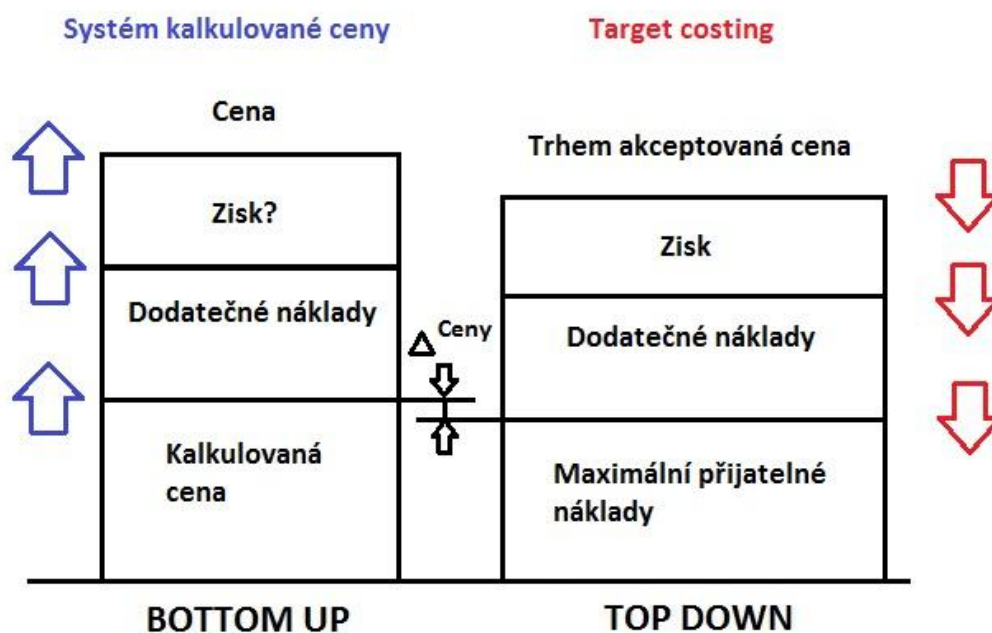 Systém kalkulované ceny
Target costing
Cena
Trhem akceptovaná cena
Zisk?
Zisk
Dodatečné náklady
Δ Ceny
Dodatečné náklady
Kalkulovaná
cena
Maximální přijatelné
náklady
BOTTOM UP
TOP DOWN